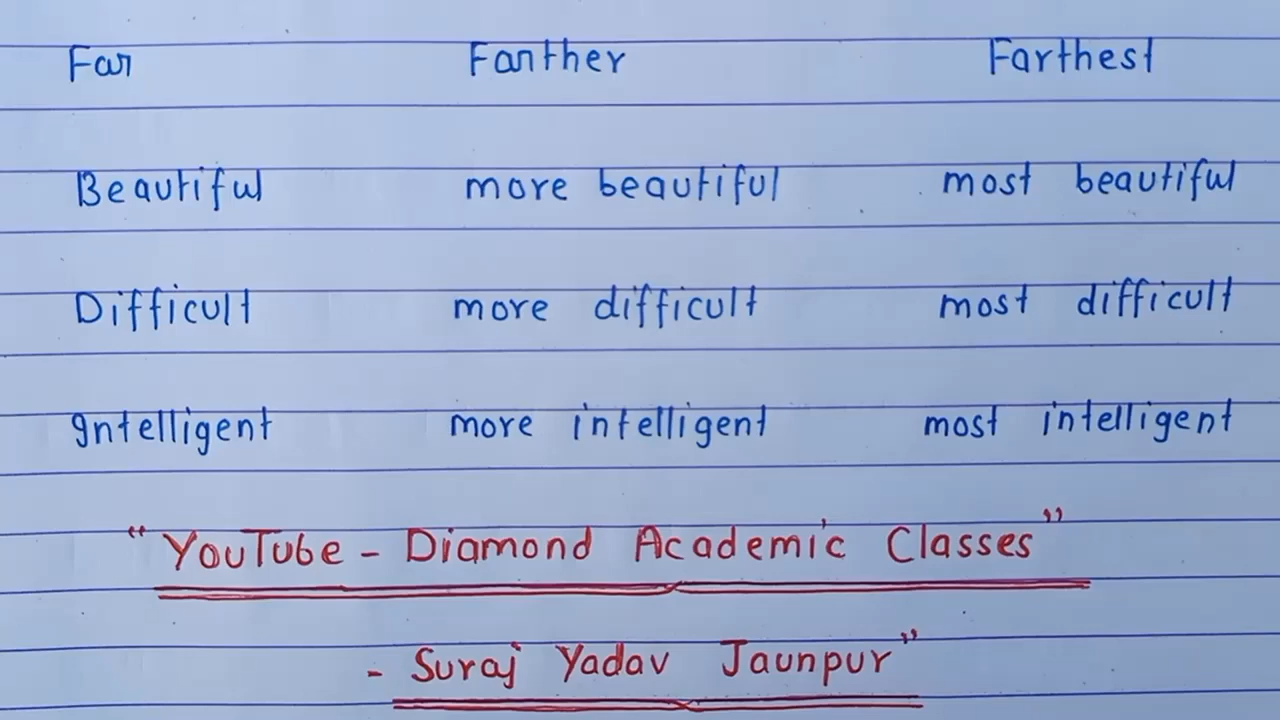 Far Farther Farthest
Beautiful more beautiful most beautiful
Difficult more difficult most difficult
Intelligent more intelligent most intelligent
"YouTube - Diamond Academic Classes"
- Suraj Yadav Jaunpur"